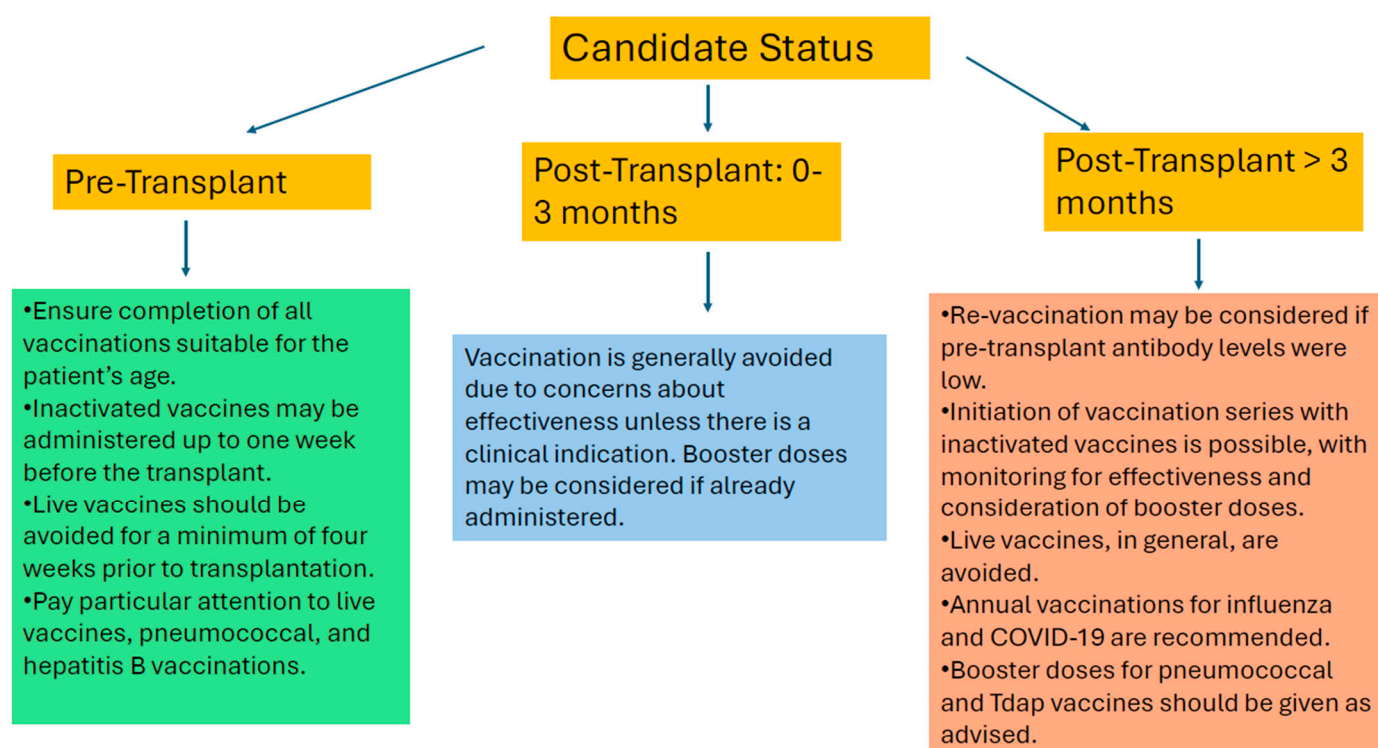 Candidate Status
Pre-Transplant
•Ensure completion of all
vaccinations suitable for the
patient’s age.
•Inactivated vaccines may be
administered up to one week
before the transplant.
•Live vaccines should be
avoided for a minimum of four
weeks prior to transplantation.
•Pay particular attention to live
vaccines, pneumococcal, and
hepatitis B vaccinations.
Post-Transplant: 0-
3 months
Vaccination is generally avoided
due to concerns about
effectiveness unless there is a
clinical indication. Booster doses
may be considered if already
administered.
Post-Transplant > 3
months
•Re-vaccination may be considered if
pre-transplant antibody levels were
low.
•Initiation of vaccination series with
inactivated vaccines is possible, with
monitoring for effectiveness and
consideration of booster doses.
•Live vaccines, in general, are
avoided.
•Annual vaccinations for influenza
and COVID-19 are recommended.
•Booster doses for pneumococcal
and Tdap vaccines should be given as
advised.